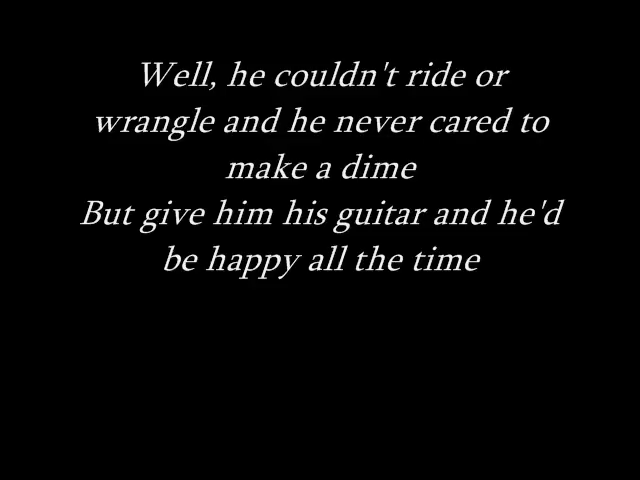 Well, he couldn't ride or
wrangle and he never cared to
make a dime
But give him his guitar and he'd
be happy all the time